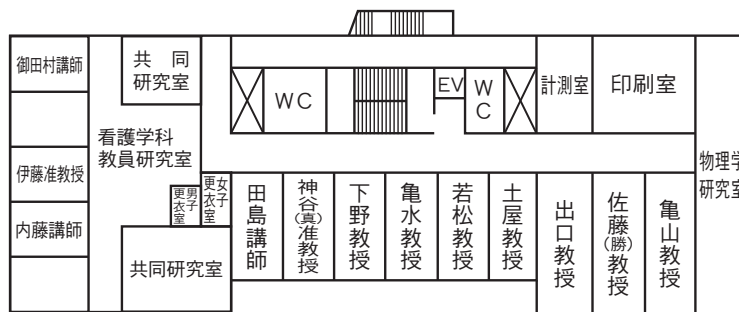 御田村講師
共同
研究室
WC
EV
WC
計測室
印刷室
看護学科
教員研究室
伊藤准教授
物理学
研究室
男子
更衣室
女子
更衣室
内藤講師
共同研究室
田島講師
神谷(真)准教授
下野教授
亀水教授
若松教授
土屋教授
出口教授
佐藤(勝)教授
亀山教授